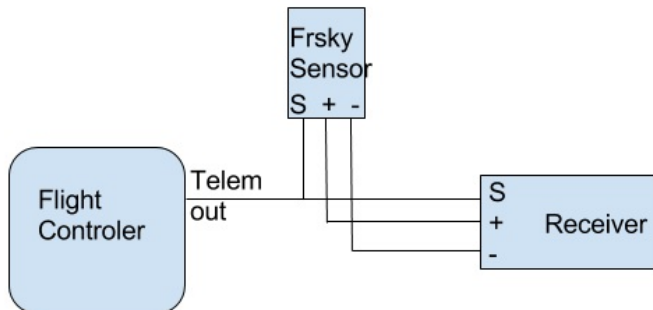 Frsky
Sensor
S + -
Flight
Controler
Telem
out
S
+
-
Receiver